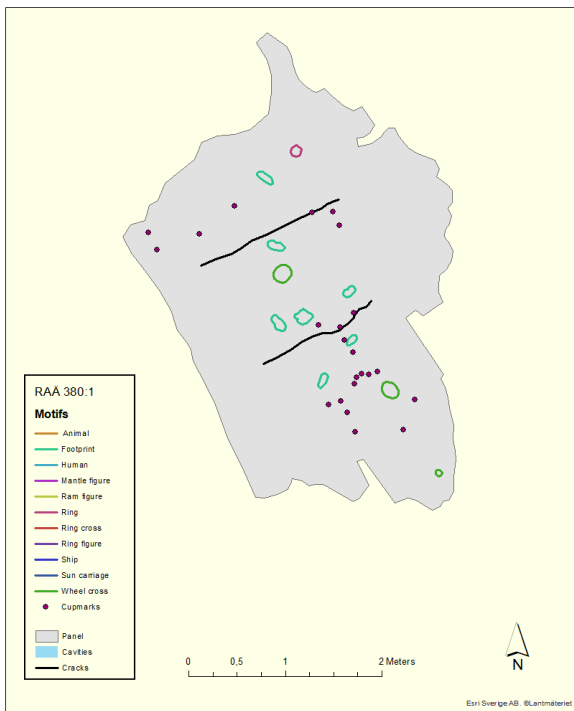 RAÄ 380:1
Motifs
Animal
Footprint
Human
Mantle figure
Ram figure
Ring
Ring cross
Ring figure
Ship
Sun carriage
Wheel cross
Cupmarks
Panel
Cavities
Cracks
0 0,5 1 2 Meters
N
Esri Sverige AB. ©Lantmäteriet